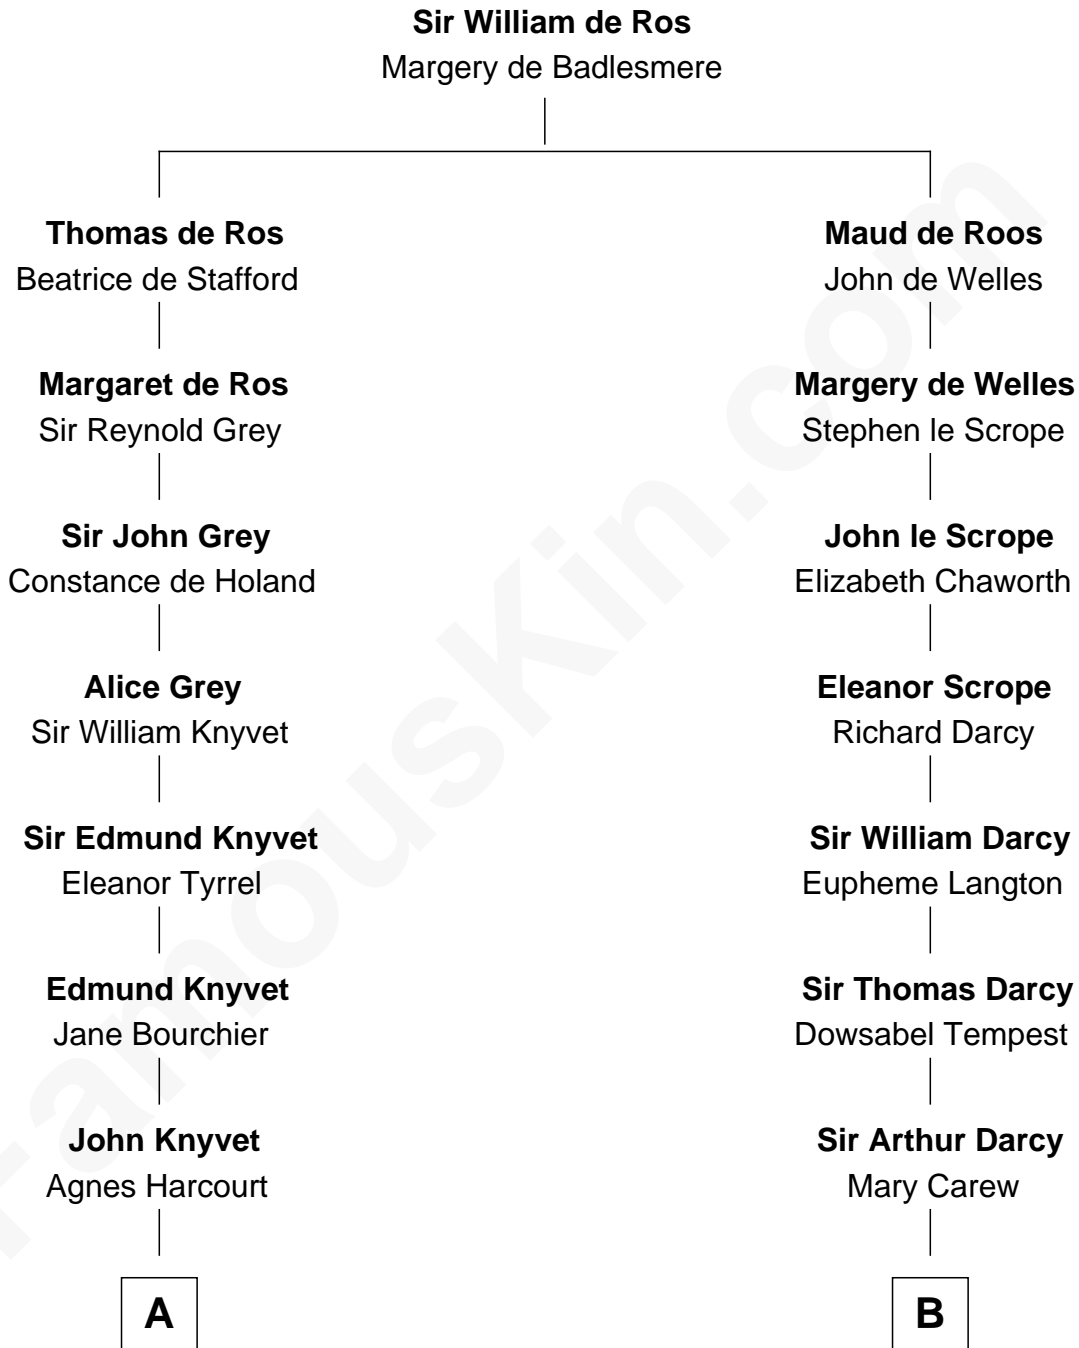 Sir William de Ros
Margery de Badlesmere
Thomas de Ros
Beatrice de Stafford
Margaret de Ros
Sir Reynold Grey
Sir John Grey
Constance de Holand
Alice Grey
Sir William Knyvet
Sir Edmund Knyvet
Eleanor Tyrrel
Edmund Knyvet
Jane Bourchier
John Knyvet
Agnes Harcourt
A
Maud de Roos
John de Welles
Margery de Welles
Stephen le Scrope
John le Scrope
Elizabeth Chaworth
Eleanor Scrope
Richard Darcy
Sir William Darcy
Eupheme Langton
Sir Thomas Darcy
Dowsabel Tempest
Sir Arthur Darcy
Mary Carew
B
FamousKin.com